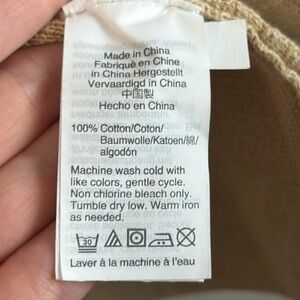 Made in China
Fabriqué en Chine
in China Hergestellt
Vervaardigd in China
中国製
Hecho en China
100% Cotton/Coton/
Baumwolle/Katoen/綿/
algodón
Machine wash cold with
like colors, gentle cycle.
Non chlorine bleach only.
Tumble dry low. Warm iron
as needed.
30
Laver à la machine à l'eau